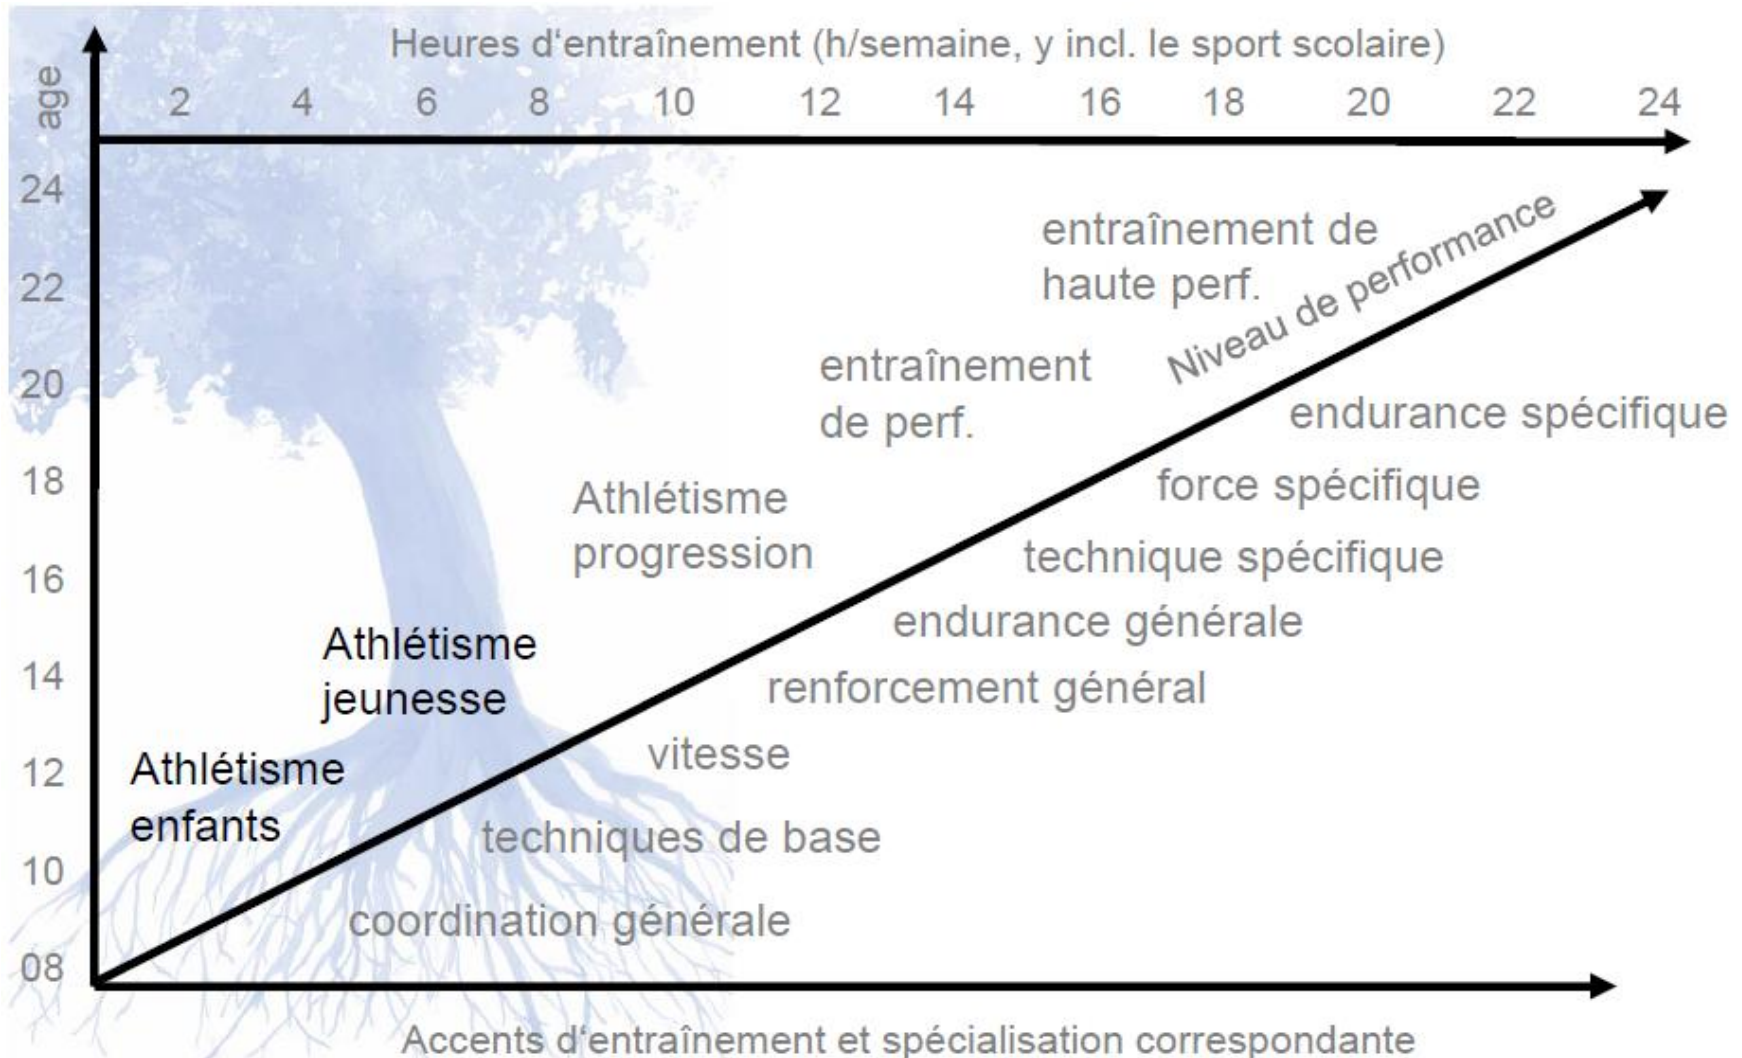 Heures d‘entraînement (h/semaine, y incl. le sport scolaire)
age
2 4 6 8 10 12 14 16 18 20 22 24
24
22
20
18
16
14
12
10
08
entraînement de
haute perf.
Niveau de performance
entraînement
de perf.
endurance spécifique
force spécifique
Athlétisme
progression
technique spécifique
endurance générale
Athlétisme
jeunesse
renforcement général
vitesse
Athlétisme
enfants
techniques de base
coordination générale
Accents d‘entraînement et spécialisation correspondante